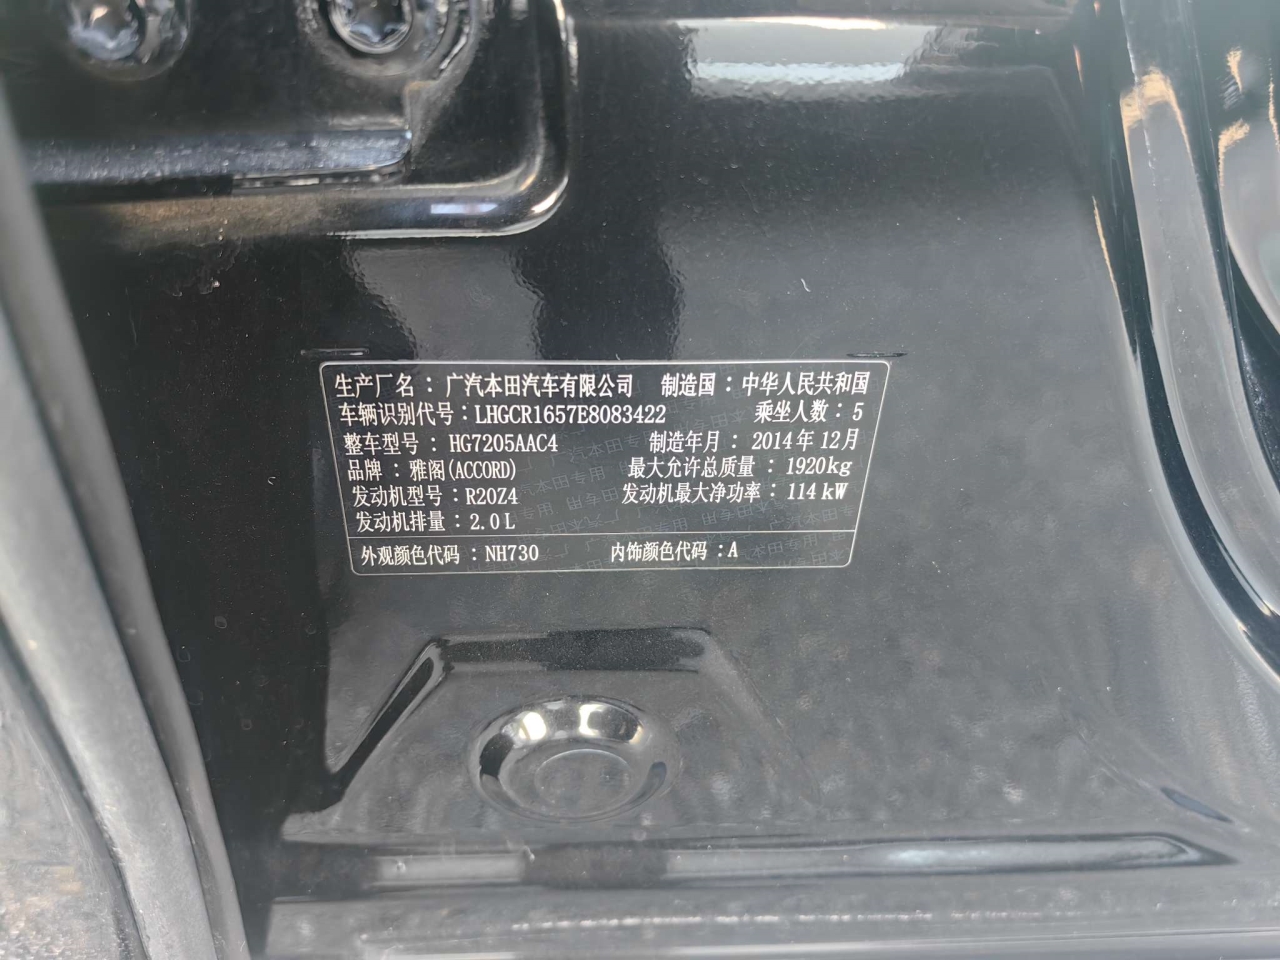 生产厂名：广汽本田汽车有限公司 制造国：中华人民共和国
车辆识别代号：LHGCR1657E8083422 乘坐人数：5
整车型号：HG7205AAC4 制造年月：2014年12月
品牌：雅阁(ACCORD) 最大允许总质量：1920kg
发动机型号：R20Z4 发动机最大净功率：114kW
发动机排量：2.0L
外观颜色代码：NH730 内饰颜色代码：A